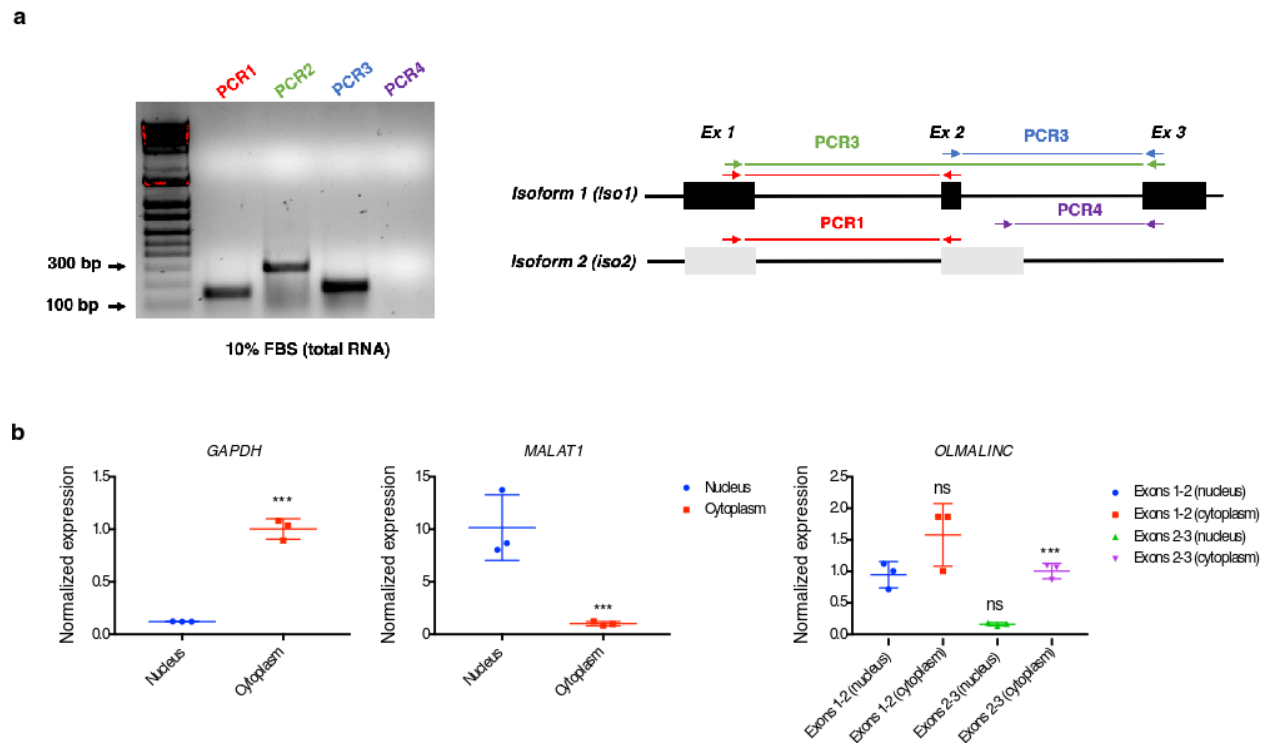 a
PCR1 PCR2 PCR3 PCR4
300 bp
100 bp
10% FBS (total RNA)
Ex 1 Ex 2 Ex 3
PCR3 PCR3
Isoform 1 (Iso1)
PCR1 PCR4
Isoform 2 (iso2)
b
GAPDH
Normalized expression
1.5
1.0
0.5
0.0
***
Nucleus
Cytoplasm
MALAT1
Normalized expression
15
10
5
0
***
Nucleus
Cytoplasm
Nucleus
Cytoplasm
OLMALINC
Normalized expression
2.5
2.0
1.5
1.0
0.5
0.0
ns
ns
***
Exons 1-2 (nucleus)
Exons 1-2 (cytoplasm)
Exons 2-3 (nucleus)
Exons 2-3 (cytoplasm)
Exons 1-2 (nucleus)
Exons 1-2 (cytoplasm)
Exons 2-3 (nucleus)
Exons 2-3 (cytoplasm)